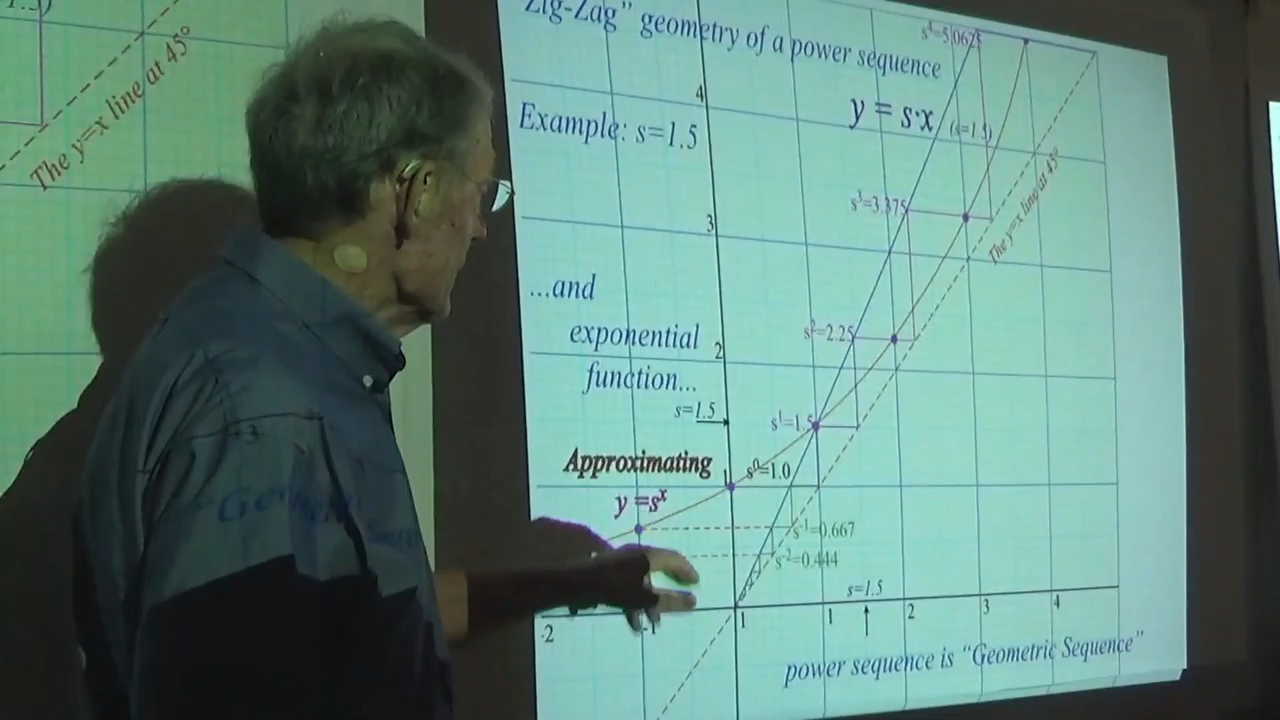 The y=x line at 45°
"Zig-Zag" geometry of a power sequence
s⁴=5.0625
4
Example: s=1.5
y = s·x (s=1.5)
3
s³=3.375
The y=x line at 45°
...and
exponential
function...
2
s²=2.25
s=1.5
s¹=1.5
Approximating
y =sˣ
1
s⁰=1.0
s⁻¹=0.667
s⁻²=0.444
s=1.5
-2
-1
1
1
2
3
4
power sequence is "Geometric Sequence"